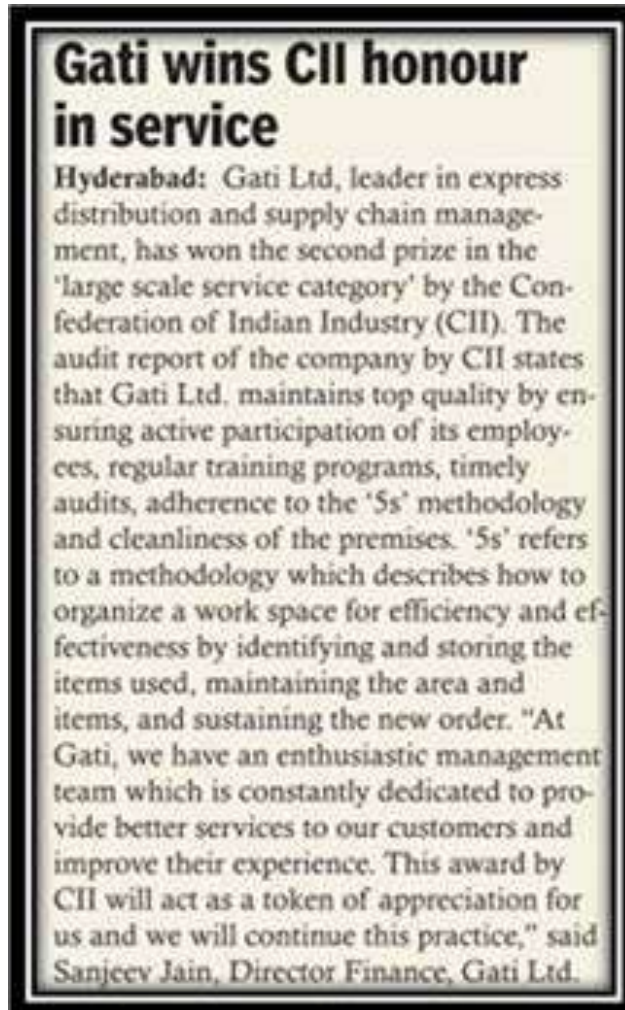 Gati wins CII honour
in service
Hyderabad: Gati Ltd, leader in express
distribution and supply chain manage-
ment, has won the second prize in the
'large scale service category' by the Con-
federation of Indian Industry (CII). The
audit report of the company by CII states
that Gati Ltd. maintains top quality by en-
suring active participation of its employ-
ees, regular training programs, timely
audits, adherence to the '5s' methodology
and cleanliness of the premises. '5s' refers
to a methodology which describes how to
organize a work space for efficiency and ef-
fectiveness by identifying and storing the
items used, maintaining the area and
items, and sustaining the new order. "At
Gati, we have an enthusiastic management
team which is constantly dedicated to pro-
vide better services to our customers and
improve their experience. This award by
CII will act as a token of appreciation for
us and we will continue this practice," said
Sanjeev Jain, Director Finance, Gati Ltd.